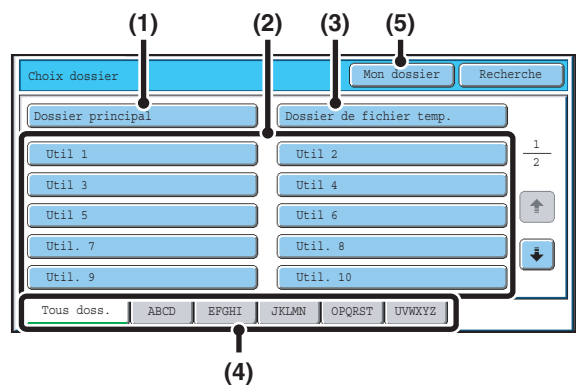 (1) (2) (3) (5)
Choix dossier Mon dossier Recherche
Dossier principal Dossier de fichier temp.
Util 1 Util 2
1
2
Util 3 Util 4
Util 5 Util 6
Util. 7 Util. 8
Util. 9 Util. 10
Tous doss. ABCD EFGHI JKLMN OPQRST UVWXYZ
(4)